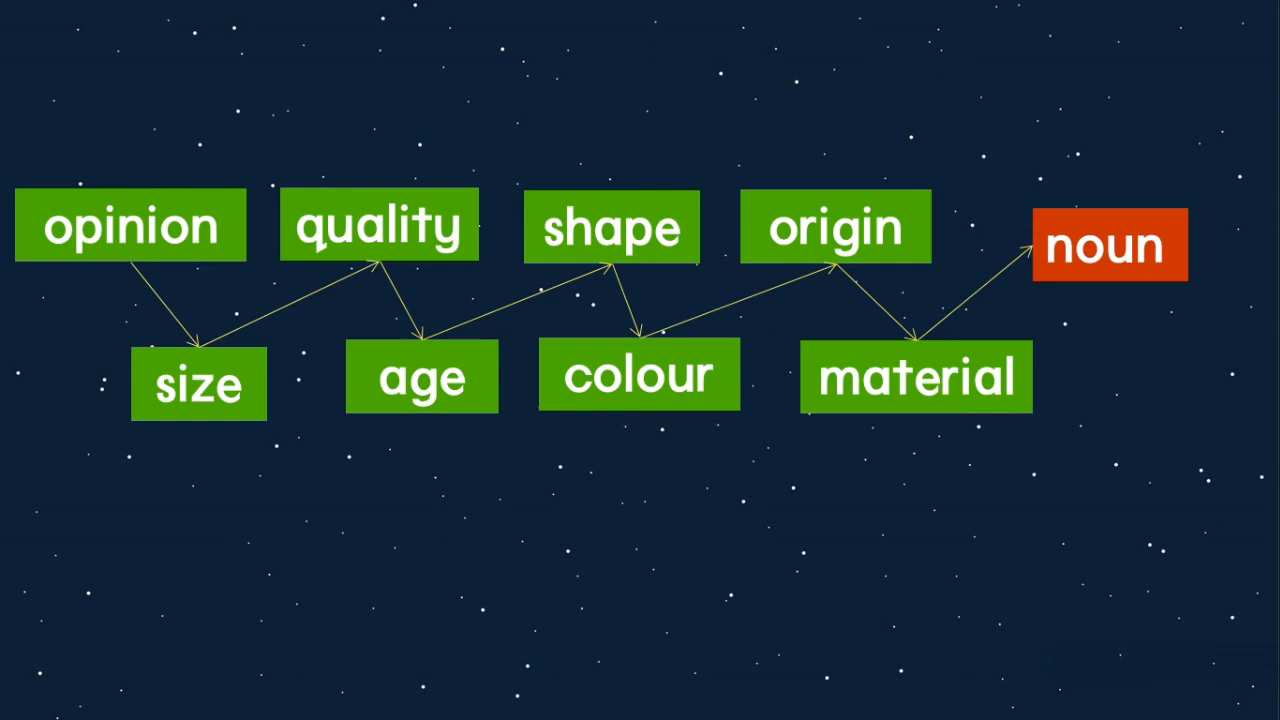 opinion
quality
shape
origin
noun
size
age
colour
material